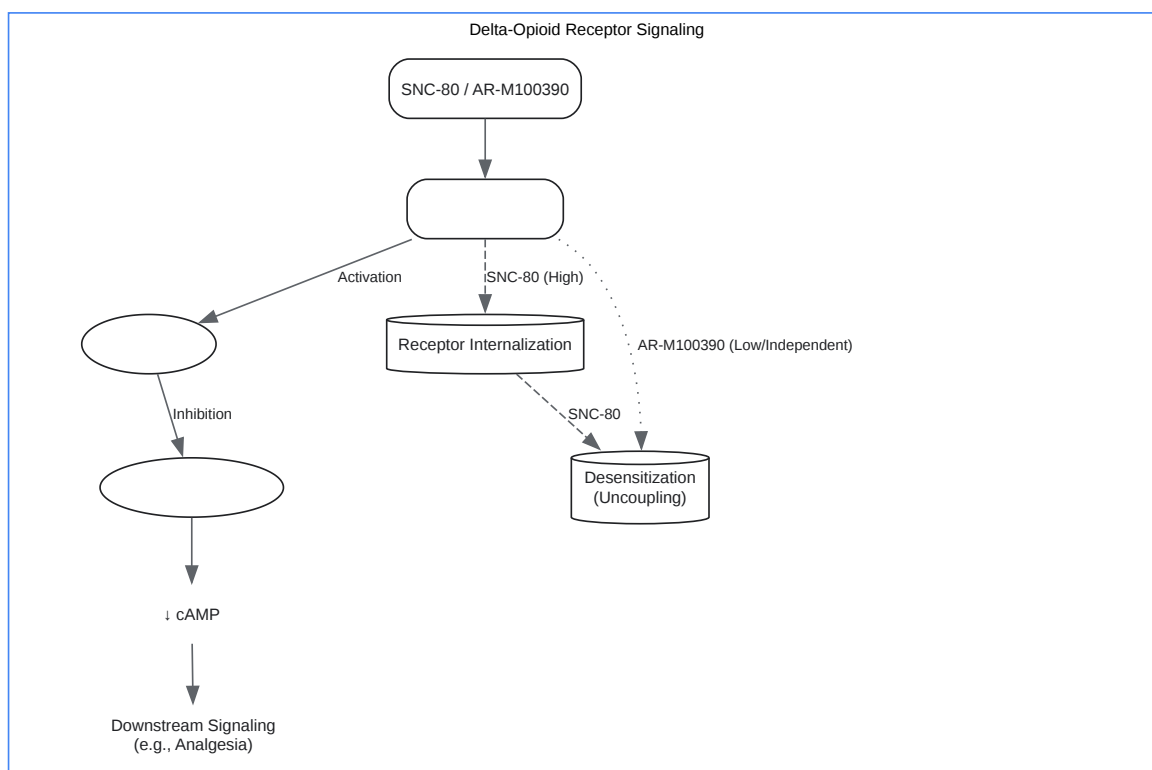 Delta-Opioid Receptor Signaling
SNC-80 / AR-M100390
Activation
SNC-80 (High)
Receptor Internalization
AR-M100390 (Low/Independent)
Inhibition
SNC-80
Desensitization
(Uncoupling)
↓ cAMP
Downstream Signaling
(e.g., Analgesia)